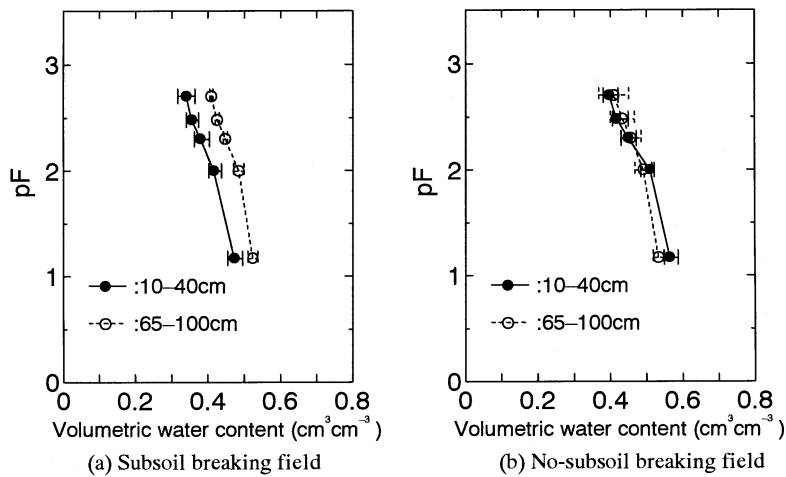 3
2
1
0
pF
:10–40cm
:65–100cm
0 0.2 0.4 0.6 0.8
Volumetric water content (cm³cm⁻³)
(a) Subsoil breaking field
3
2
1
0
pF
:10–40cm
:65–100cm
0 0.2 0.4 0.6 0.8
Volumetric water content (cm³cm⁻³)
(b) No-subsoil breaking field